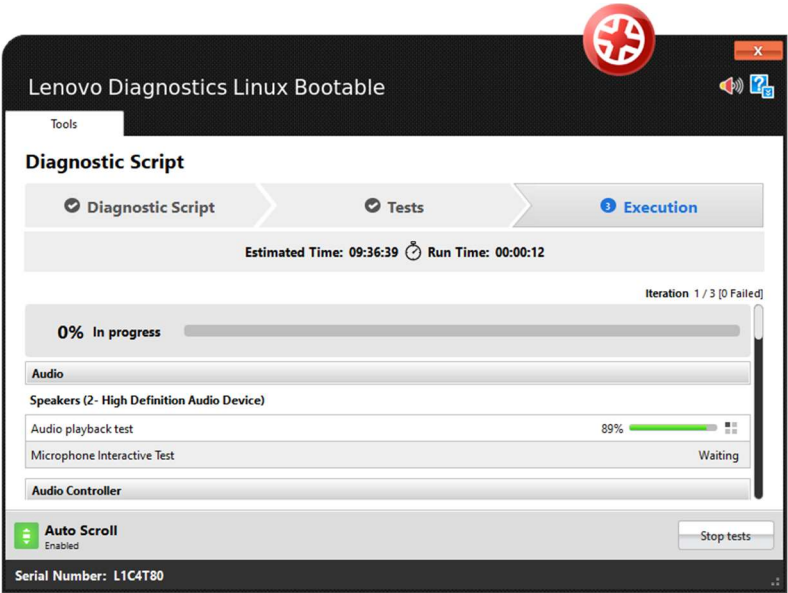 X
Lenovo Diagnostics Linux Bootable
?
Tools
Diagnostic Script
Diagnostic Script
Tests
3 Execution
Estimated Time: 09:36:39 Run Time: 00:00:12
Iteration 1 / 3 [0 Failed]
0% In progress
Audio
Speakers (2- High Definition Audio Device)
Audio playback test 89%
Microphone Interactive Test Waiting
Audio Controller
Auto Scroll
Enabled
Stop tests
Serial Number: L1C4T80